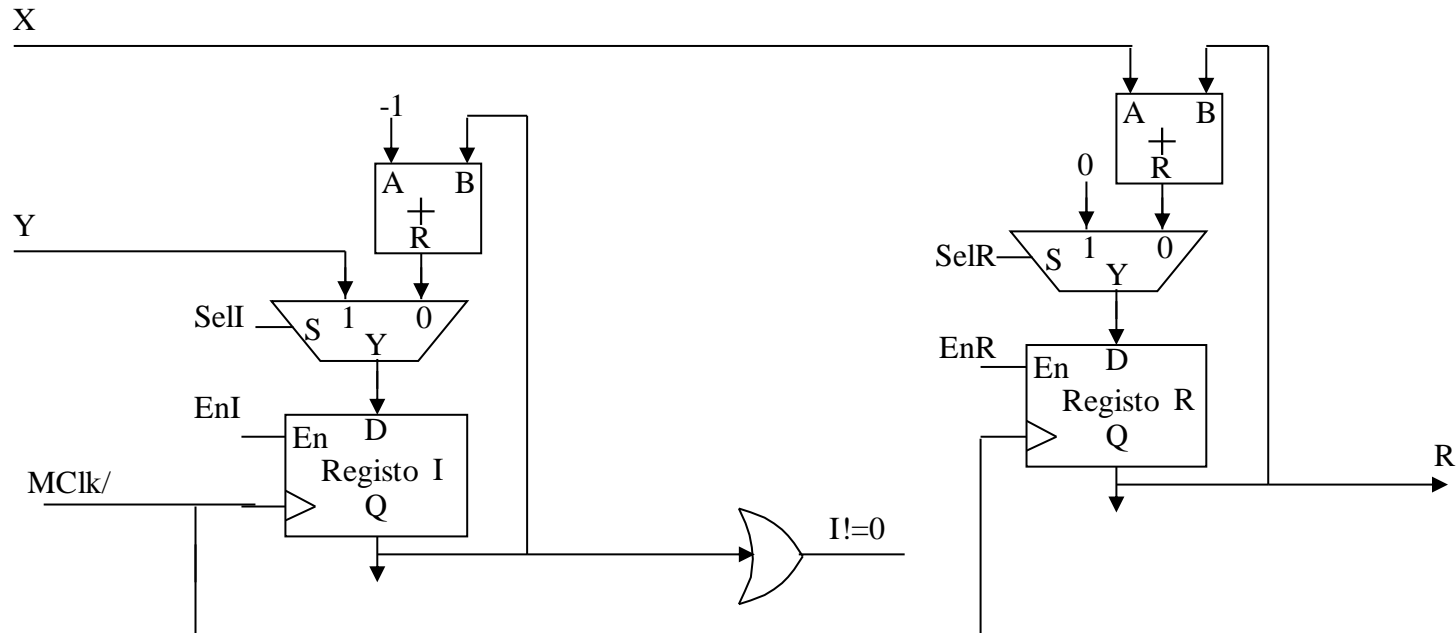 X
-1
A B
+
R
0
A B
+
R
Y
SelI
S 1 0
Y
SelR
S 1 0
Y
EnI
En D
Registo I
Q
EnR
En D
Registo R
Q
MClk/
I!=0
R